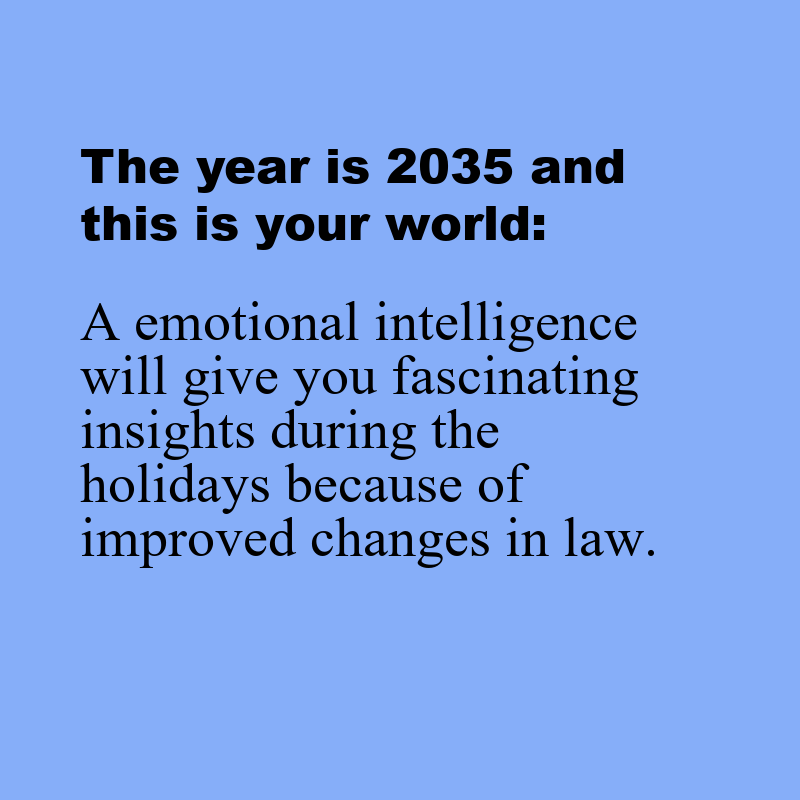 The year is 2035 and
this is your world:
A emotional intelligence
will give you fascinating
insights during the
holidays because of
improved changes in law.